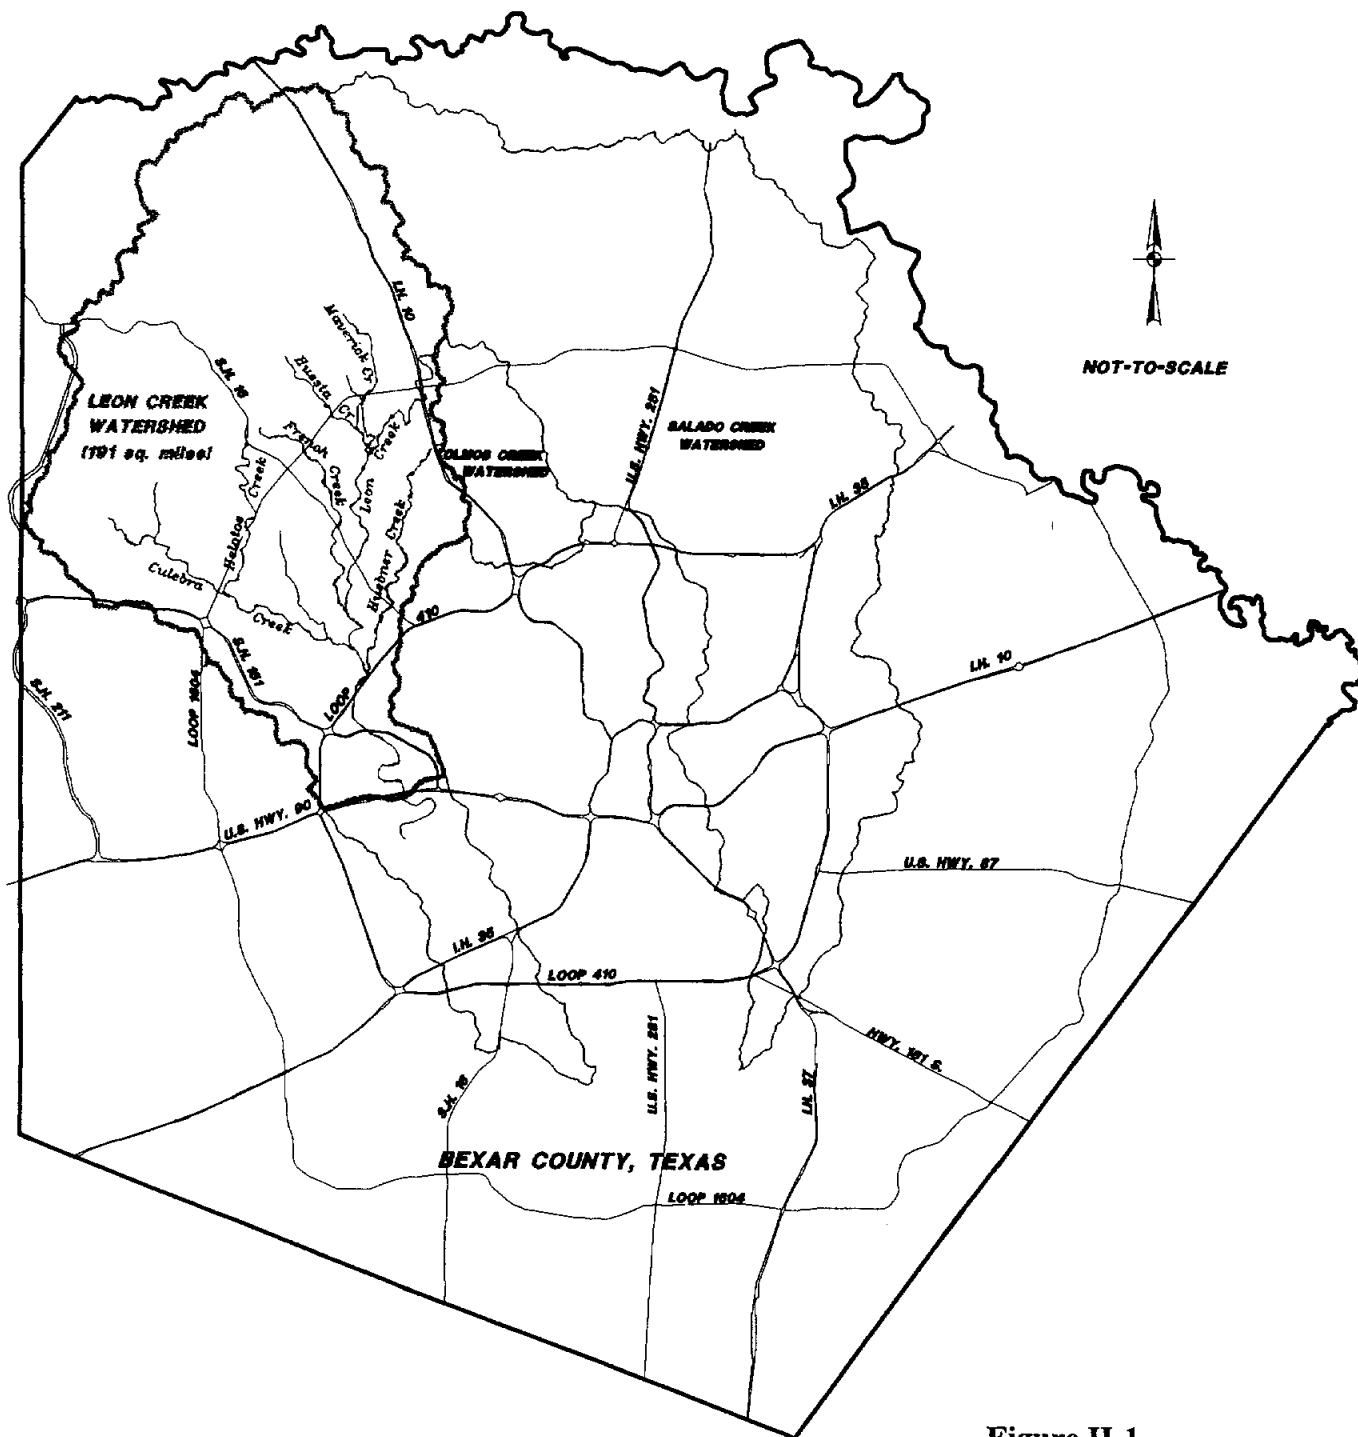 I.H. 10
Maverick Cr
NOT-TO-SCALE
Huesta
Cr
S.H. 16
LEON CREEK
WATERSHED
(191 sq. miles)
U.S. HWY. 281
SALADO CREEK
WATERSHED
French
Creek
Creek
Leon
OLMOS CREEK
WATERSHED
Creek
Helotes
I.H. 35
Creek
Huebner
Culebra
Creek
410
LOOP
S.H. 151
I.H. 10
S.H. 211
LOOP 1604
U.S. HWY. 90
U.S. HWY. 87
I.H. 35
LOOP 410
U.S. HWY. 281
HWY. 181 S.
S.H. 16
I.H. 37
BEXAR COUNTY, TEXAS
LOOP 1604
Figure II-1